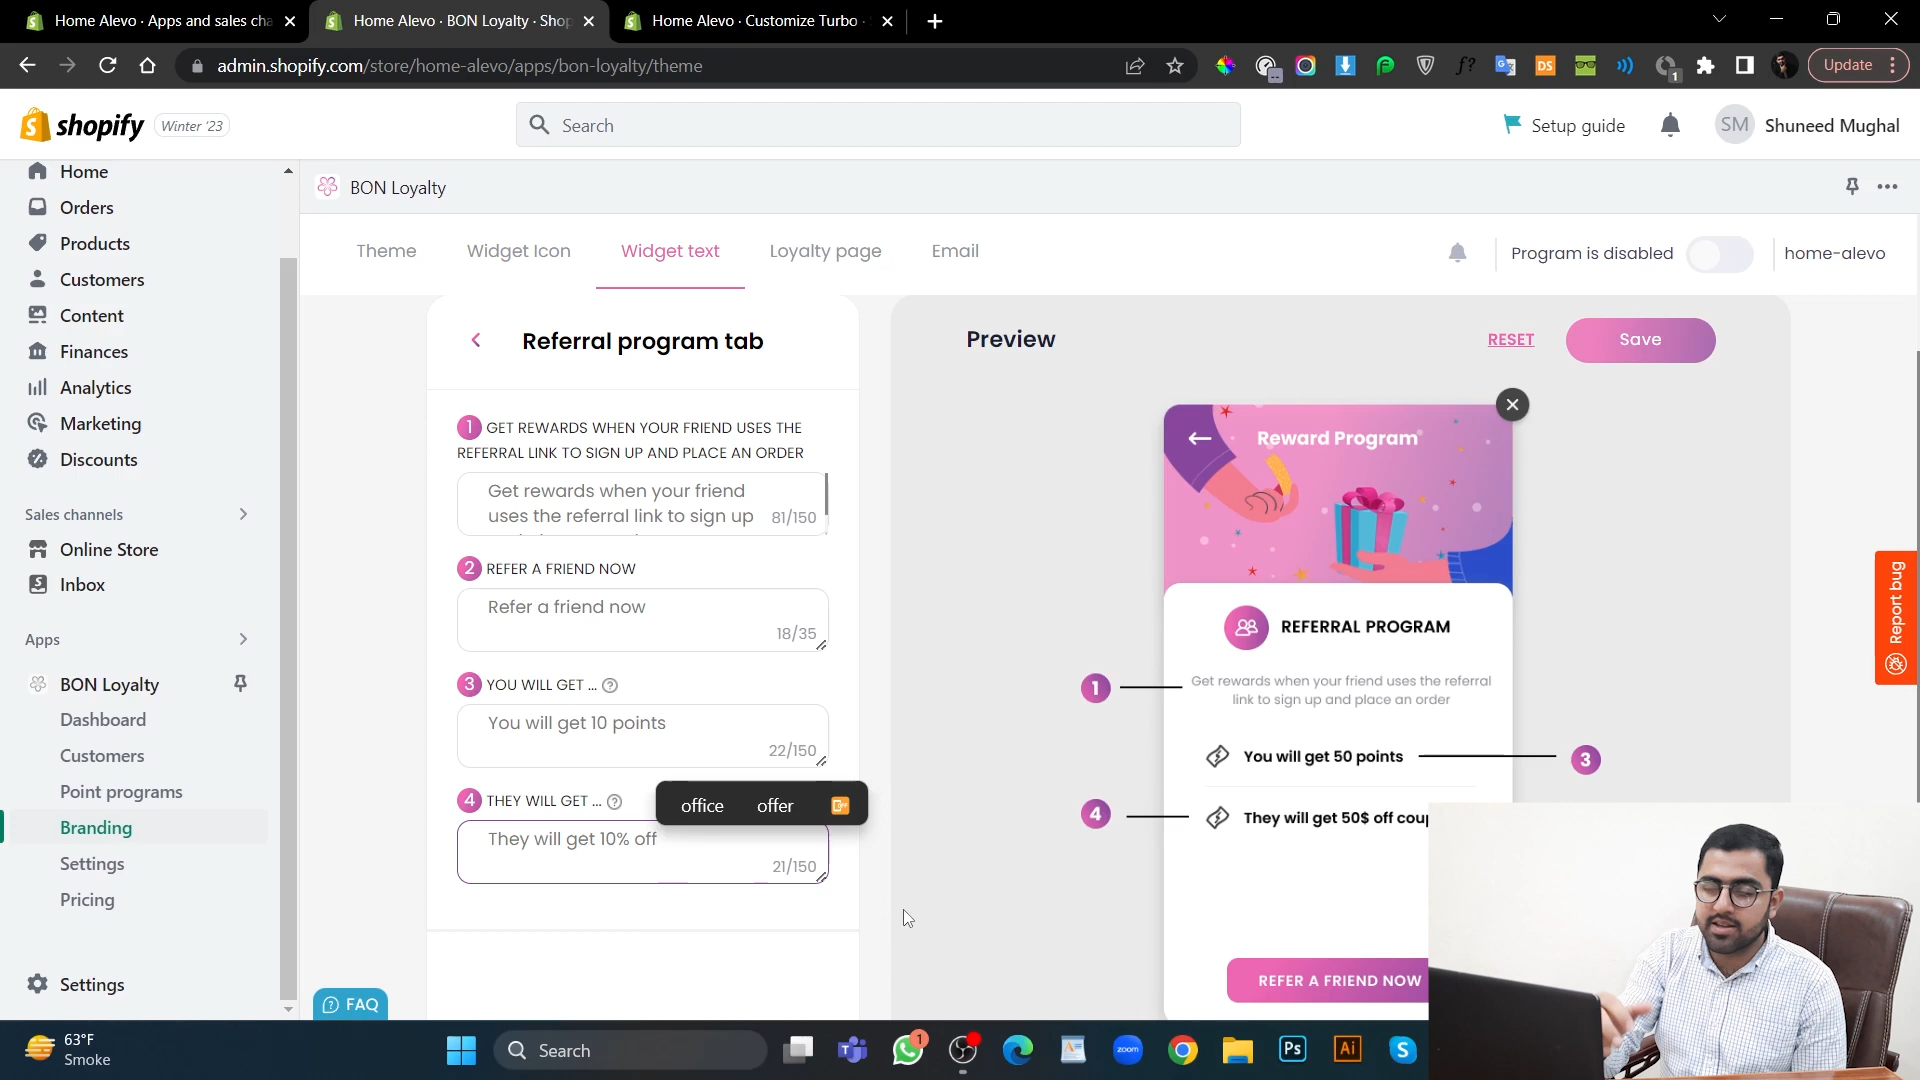 Home Alevo · Apps and sales cha
Home Alevo · BON Loyalty · Shop
Home Alevo · Customize Turbo ·
admin.shopify.com/store/home-alevo/apps/bon-loyalty/theme
Update
shopify
Winter '23
Search
Setup guide
SM
Shuneed Mughal
Home
Orders
Products
Customers
Content
Finances
Analytics
Marketing
Discounts
Sales channels
Online Store
Inbox
Apps
BON Loyalty
Dashboard
Customers
Point programs
Branding
Settings
Pricing
Settings
BON Loyalty
Theme
Widget Icon
Widget text
Loyalty page
Email
Program is disabled
home-alevo
Referral program tab
1 GET REWARDS WHEN YOUR FRIEND USES THE
REFERRAL LINK TO SIGN UP AND PLACE AN ORDER
Get rewards when your friend
uses the referral link to sign up
81/150
2 REFER A FRIEND NOW
Refer a friend now
18/35
3 YOU WILL GET ...
You will get 10 points
22/150
4 THEY WILL GET ...
office offer
They will get 10% off
21/150
FAQ
Preview
RESET
Save
Reward Program
REFERRAL PROGRAM
1
Get rewards when your friend uses the referral
link to sign up and place an order
You will get 50 points
3
4
They will get 50$ off cou
REFER A FRIEND NOW
Report bug
63°F
Smoke
Search
1
zoom
Ps
Ai